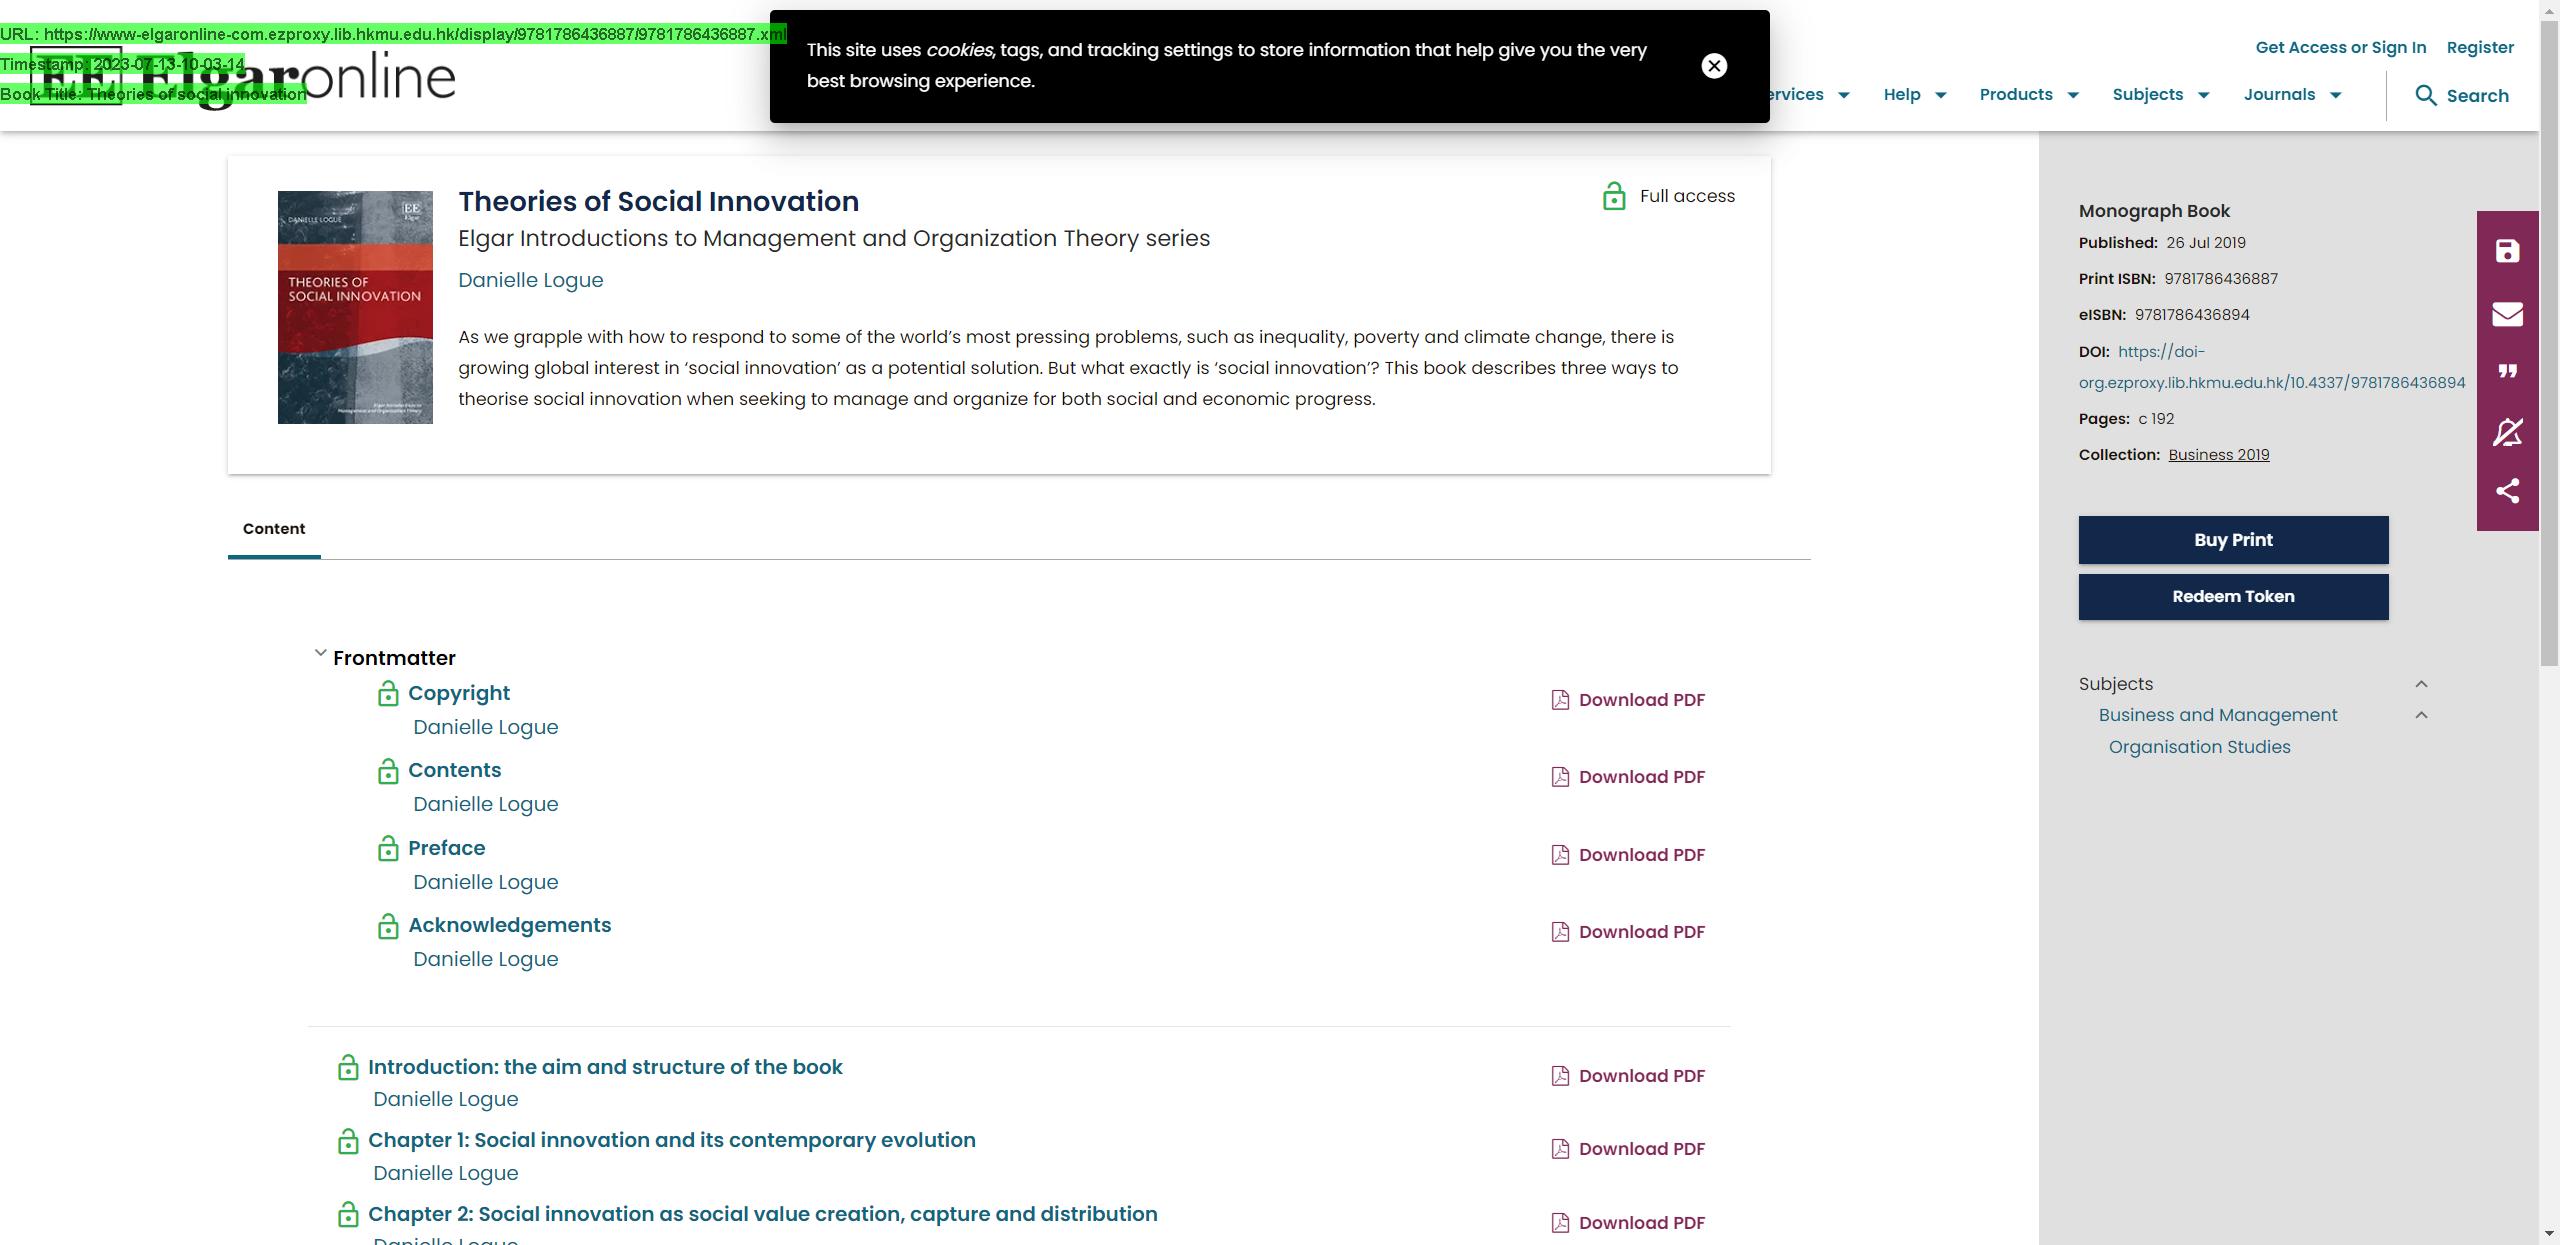 URL: https://www-elgaronline-com.ezproxy.lib.hkmu.edu.hk/display/9781786436887/9781786436887.xml
Timestamp: 2023-07-13-10-03-14
Book Title: Theories of social innovation
EE Elgaronline
This site uses cookies, tags, and tracking settings to store information that help give you the very
best browsing experience.
Get Access or Sign In Register
ervices Help Products Subjects Journals Search
DANIELLE LOGUE
EE
Elgar
THEORIES OF
SOCIAL INNOVATION
Elgar Introductions to
Management and Organization Theory
Theories of Social Innovation
Full access
Elgar Introductions to Management and Organization Theory series
Danielle Logue
As we grapple with how to respond to some of the world’s most pressing problems, such as inequality, poverty and climate change, there is
growing global interest in ‘social innovation’ as a potential solution. But what exactly is ‘social innovation’? This book describes three ways to
theorise social innovation when seeking to manage and organize for both social and economic progress.
Content
Frontmatter
Copyright
Download PDF
Danielle Logue
Contents
Download PDF
Danielle Logue
Preface
Download PDF
Danielle Logue
Acknowledgements
Download PDF
Danielle Logue
Introduction: the aim and structure of the book
Download PDF
Danielle Logue
Chapter 1: Social innovation and its contemporary evolution
Download PDF
Danielle Logue
Chapter 2: Social innovation as social value creation, capture and distribution
Download PDF
Danielle Logue
Monograph Book
Published: 26 Jul 2019
Print ISBN: 9781786436887
eISBN: 9781786436894
DOI: https://doi-
org.ezproxy.lib.hkmu.edu.hk/10.4337/9781786436894
Pages: c 192
Collection: Business 2019
Buy Print
Redeem Token
Subjects
Business and Management
Organisation Studies